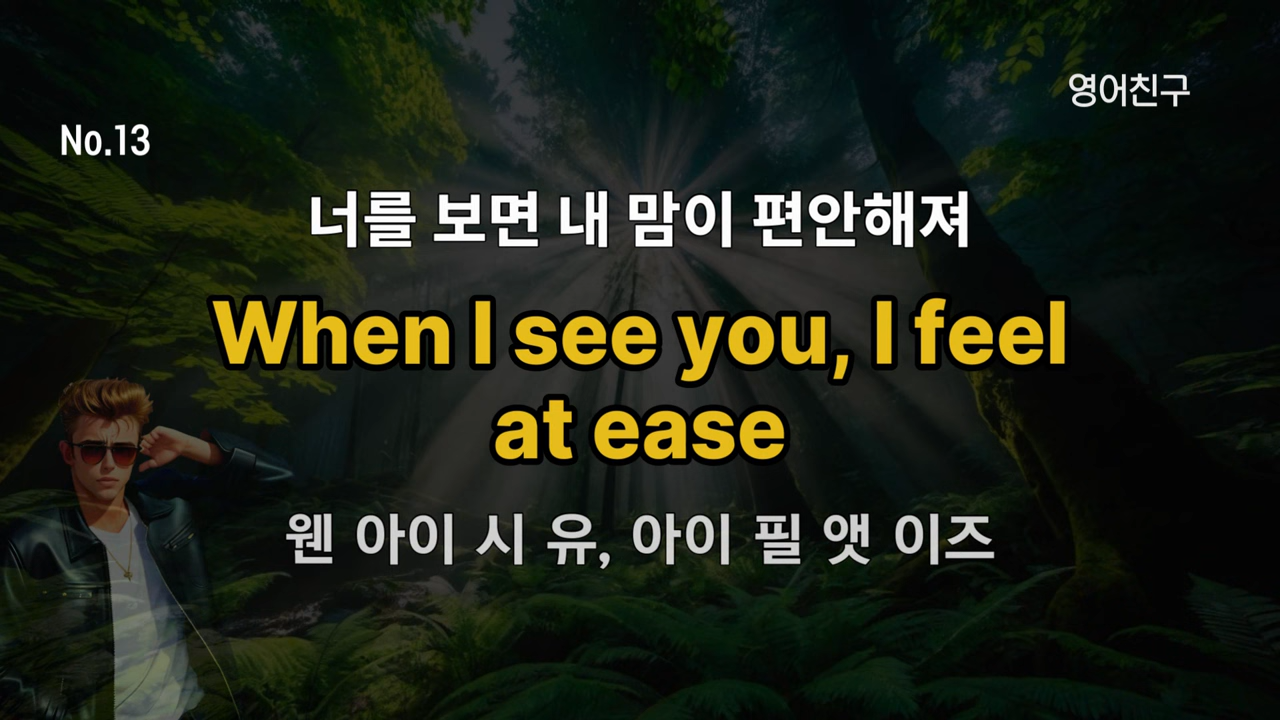 영어친구
No.13
너를 보면 내 맘이 편안해져
When I see you, I feel
at ease
웬 아이 시 유, 아이 필 앳 이즈